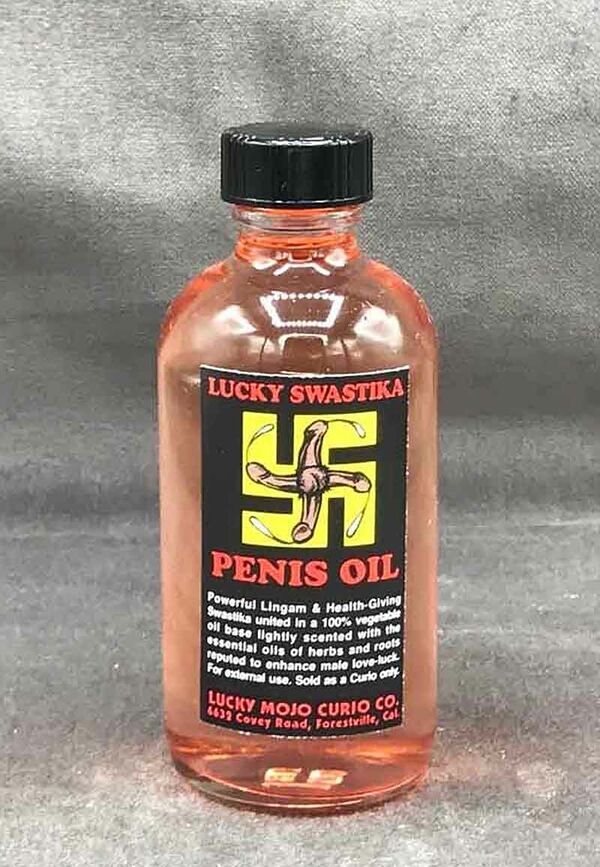 LUCKY SWASTIKA
PENIS OIL
Powerful Lingam & Health-Giving
Swastika united in a 100% vegetable
oil base lightly scented with the
essential oils of herbs and roots
reputed to enhance male love-luck.
For external use. Sold as a Curio only.
LUCKY MOJO CURIO CO.
6632 Covey Road, Forestville, Cal.